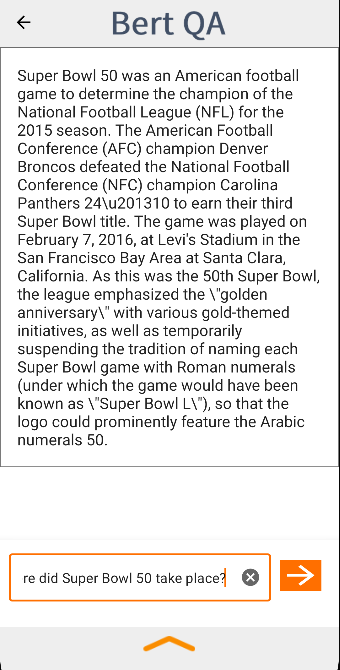 Bert QA
Super Bowl 50 was an American football
game to determine the champion of the
National Football League (NFL) for the
2015 season. The American Football
Conference (AFC) champion Denver
Broncos defeated the National Football
Conference (NFC) champion Carolina
Panthers 24\u201310 to earn their third
Super Bowl title. The game was played on
February 7, 2016, at Levi's Stadium in the
San Francisco Bay Area at Santa Clara,
California. As this was the 50th Super Bowl,
the league emphasized the \"golden
anniversary\" with various gold-themed
initiatives, as well as temporarily
suspending the tradition of naming each
Super Bowl game with Roman numerals
(under which the game would have been
known as \"Super Bowl L\"), so that the
logo could prominently feature the Arabic
numerals 50.
re did Super Bowl 50 take place?